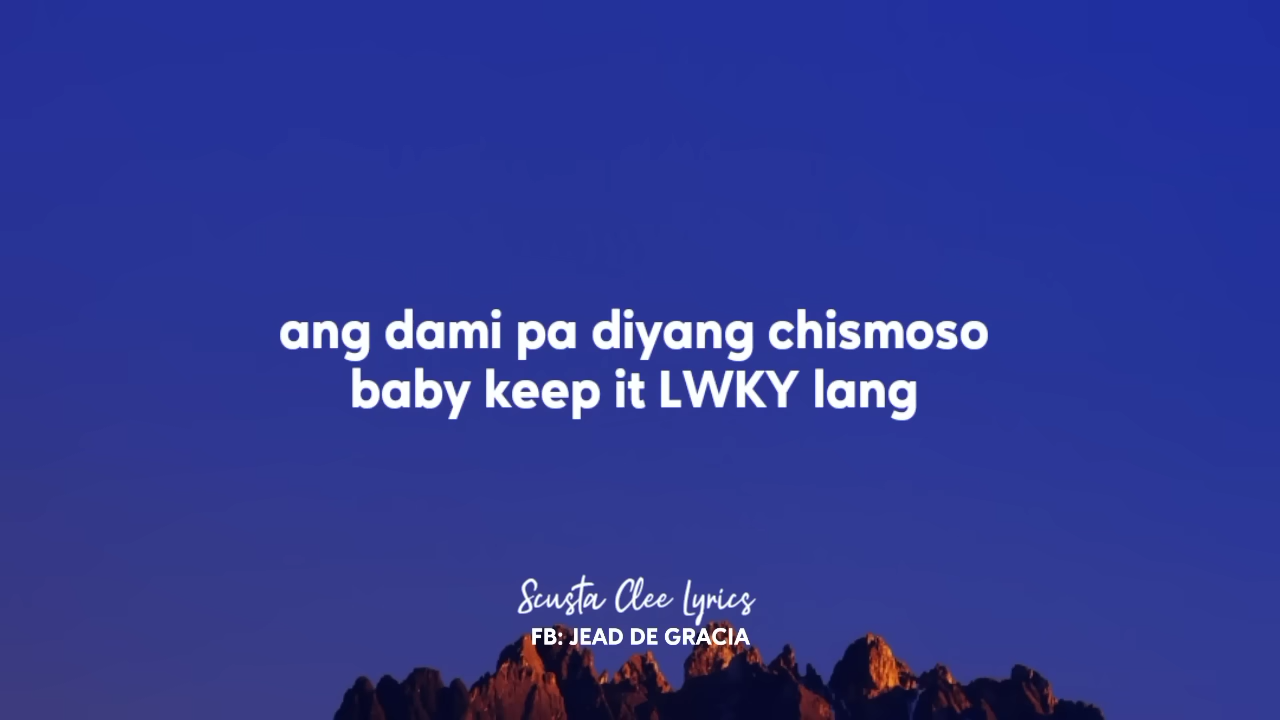 ang dami pa diyang chismoso
baby keep it LWKY lang
Scusta Clee Lyrics
FB: JEAD DE GRACIA